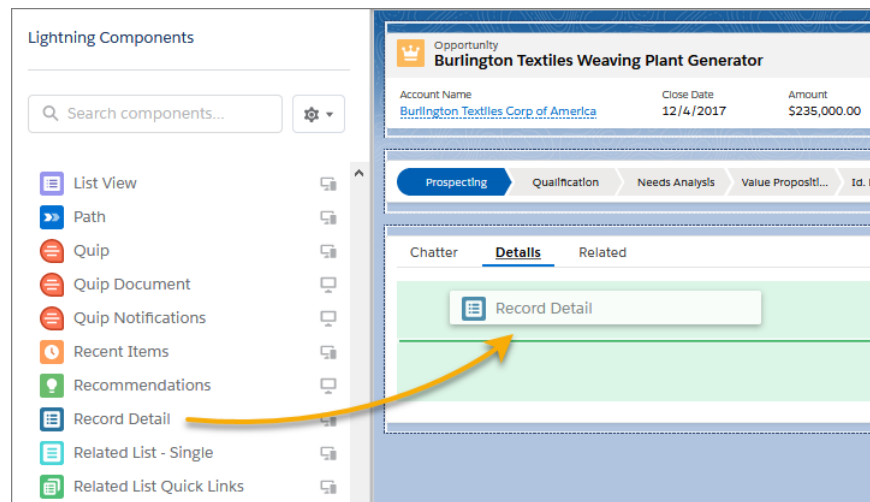 Lightning Components
Search components...
List View
Path
Quip
Quip Document
Quip Notifications
Recent Items
Recommendations
Record Detail
Related List - Single
Related List Quick Links
Opportunity
Burlington Textiles Weaving Plant Generator
Account Name Close Date Amount
Burlington Textiles Corp of America 12/4/2017 $235,000.00
Prospecting Qualification Needs Analysis Value Propositi... Id.
Chatter Details Related
Record Detail